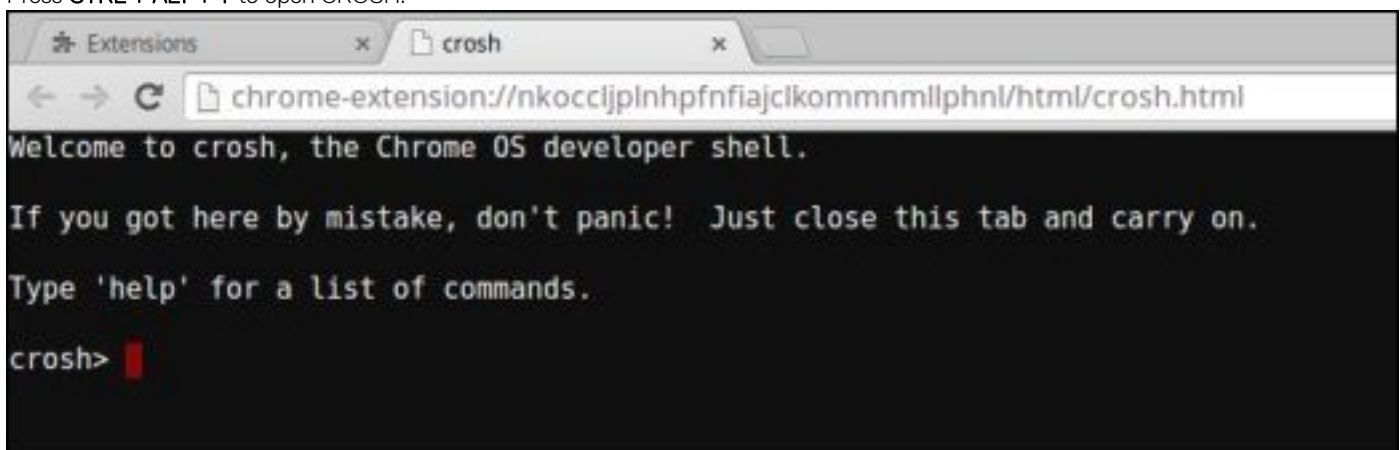 Press CTRL + ALT + T to open CROSH.
Extensions
crosh
chrome-extension://nkoccljplnhpfnfiajclkommnmllphnl/html/crosh.html
Welcome to crosh, the Chrome OS developer shell.
If you got here by mistake, don't panic!  Just close this tab and carry on.
Type 'help' for a list of commands.
crosh>